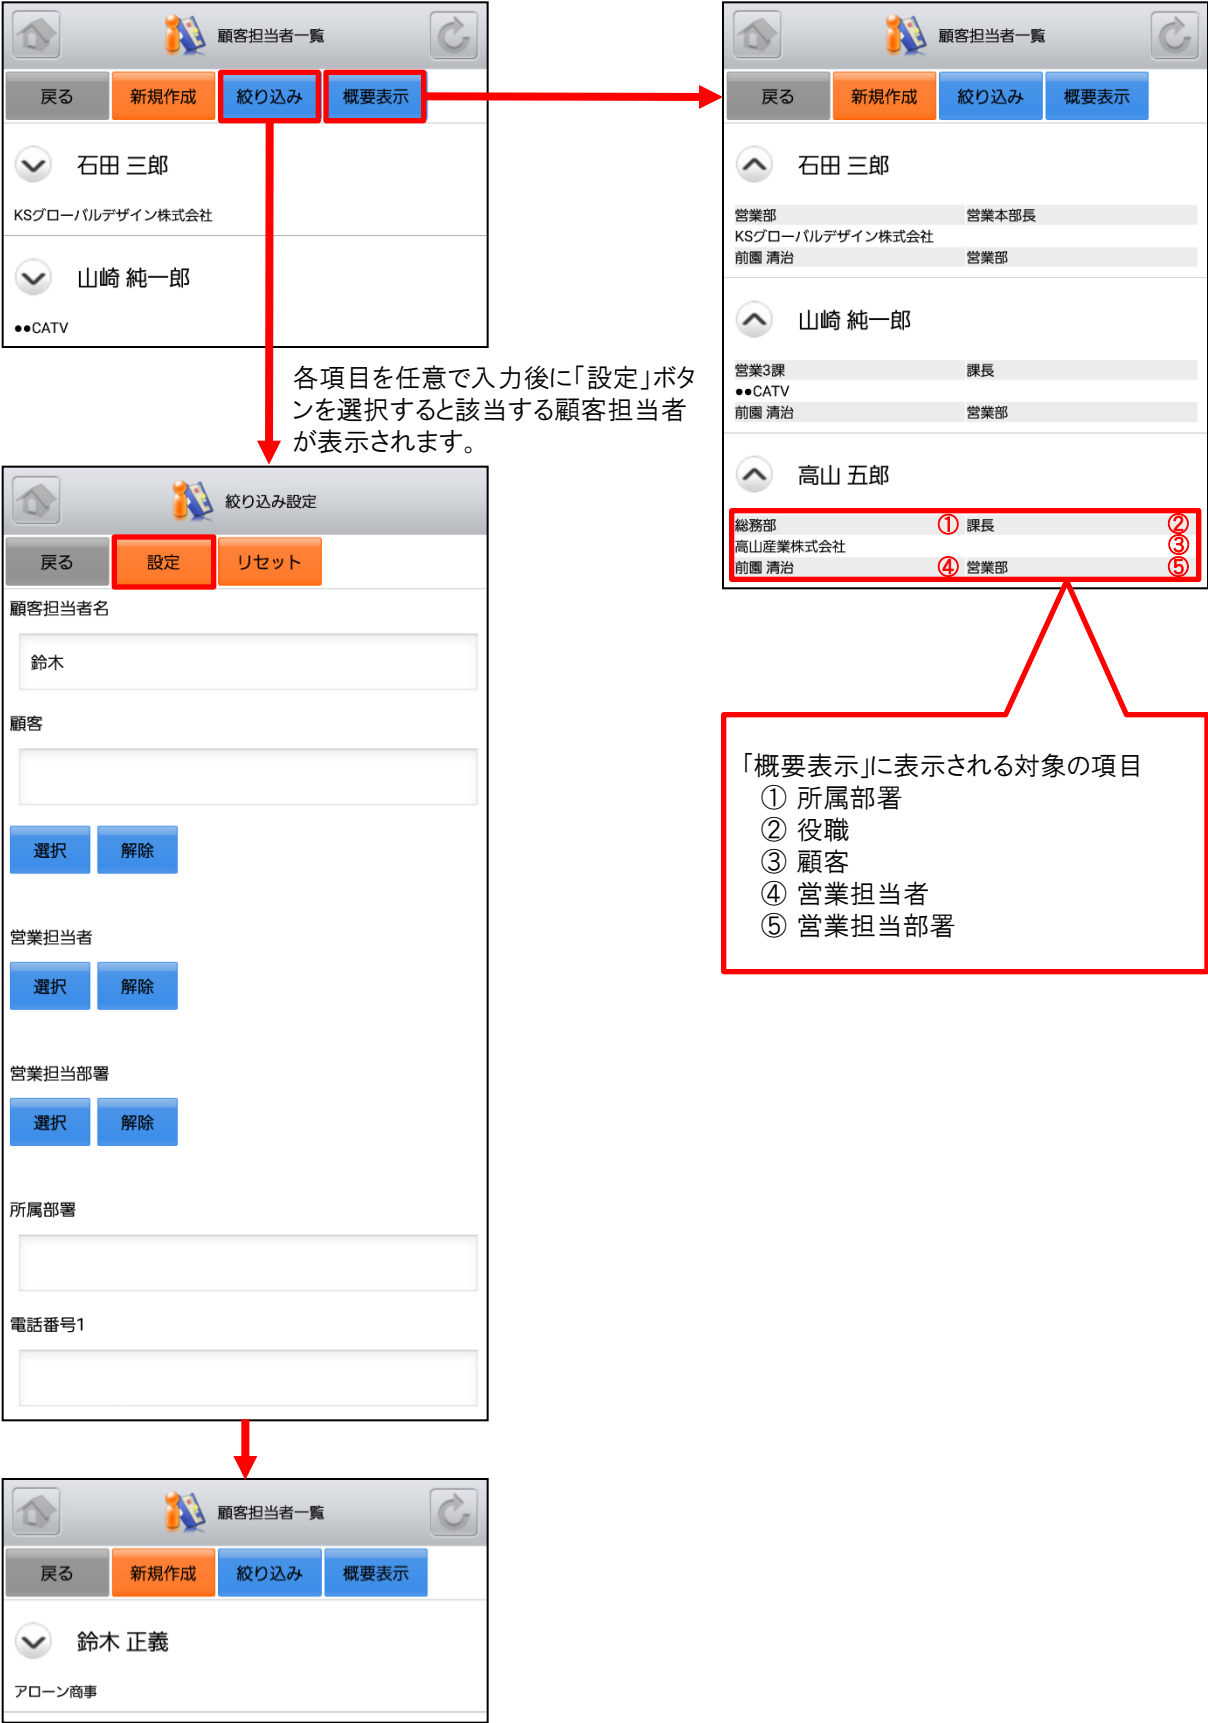 顧客担当者一覧
戻る 新規作成 絞り込み 概要表示
石田 三郎
KSグローバルデザイン株式会社
山崎 純一郎
●●CATV
各項目を任意で入力後に「設定」ボタ
ンを選択すると該当する顧客担当者
が表示されます。
絞り込み設定
戻る 設定 リセット
顧客担当者名
鈴木
顧客
選択 解除
営業担当者
選択 解除
営業担当部署
選択 解除
所属部署
電話番号1
顧客担当者一覧
戻る 新規作成 絞り込み 概要表示
鈴木 正義
アローン商事
顧客担当者一覧
戻る 新規作成 絞り込み 概要表示
石田 三郎
営業部 営業本部長
KSグローバルデザイン株式会社
前園 清治 営業部
山崎 純一郎
営業3課 課長
●●CATV
前園 清治 営業部
高山 五郎
総務部 ① 課長 ②
高山産業株式会社 ③
前園 清治 ④ 営業部 ⑤
「概要表示」に表示される対象の項目
① 所属部署
② 役職
③ 顧客
④ 営業担当者
⑤ 営業担当部署